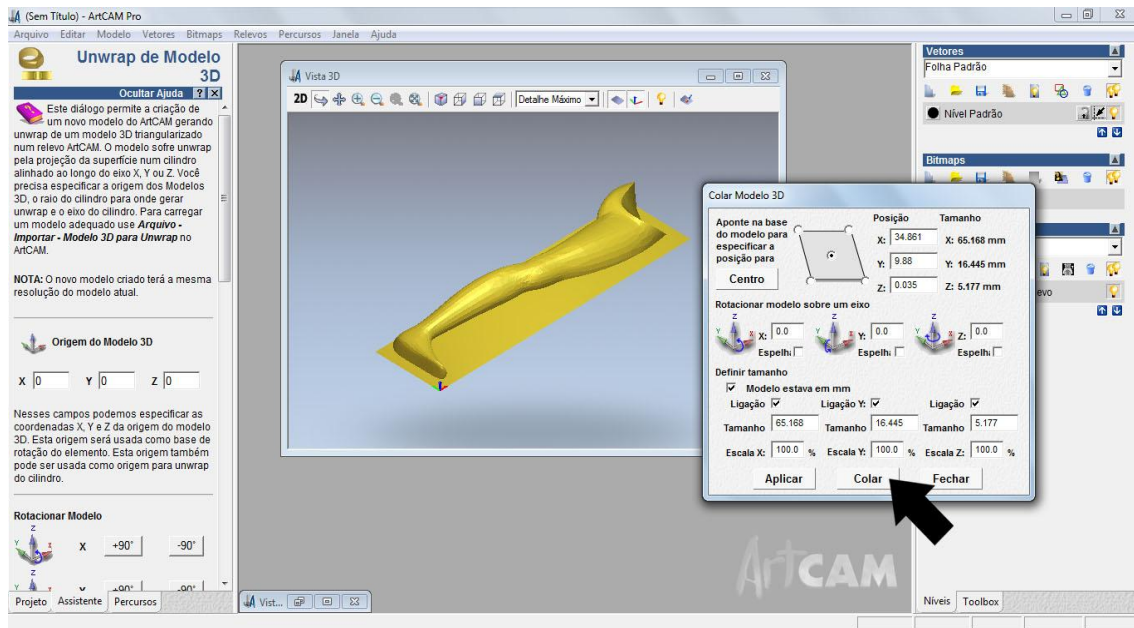 (Sem Título) - ArtCAM Pro
Arquivo Editar Modelo Vetores Bitmaps Relevos Percursos Janela Ajuda
Unwrap de Modelo
3D
Ocultar Ajuda ? X
Este diálogo permite a criação de
um novo modelo do ArtCAM gerando
unwrap de um modelo 3D triangularizado
num relevo ArtCAM. O modelo sofre unwrap
pela projeção da superfície num cilindro
alinhado ao longo do eixo X, Y ou Z. Você
precisa especificar a origem dos Modelos
3D, o raio do cilindro para onde gerar
unwrap e o eixo do cilindro. Para carregar
um modelo adequado use Arquivo -
Importar - Modelo 3D para Unwrap no
ArtCAM.
NOTA: O novo modelo criado terá a mesma
resolução do modelo atual.
Origem do Modelo 3D
X 0 Y 0 Z 0
Nesses campos podemos especificar as
coordenadas X, Y e Z da origem do modelo
3D. Esta origem será usada como base de
rotação do elemento. Esta origem também
pode ser usada como origem para unwrap
do cilindro.
Rotacionar Modelo
Z
Y X
X +90° -90°
Z
Y
Y +90° -90°
Projeto Assistente Percursos
Vista 3D
2D Detalhe Máximo
Vist...
ArtCAM
Colar Modelo 3D
Aponte na base
do modelo para
especificar a
posição para
Centro
Posição Tamanho
X: 34.861 X: 65.168 mm
Y: 9.88 Y: 16.445 mm
Z: 0.035 Z: 5.177 mm
Rotacionar modelo sobre um eixo
Z Z Z
Y X X: 0.0 Y X Y: 0.0 Y X Z: 0.0
Espelh: Espelh: Espelh:
Definir tamanho
Modelo estava em mm
Ligação Ligação Y: Ligação
Tamanho 65.168 Tamanho 16.445 Tamanho 5.177
Escala X: 100.0 % Escala Y: 100.0 % Escala Z: 100.0 %
Aplicar Colar Fechar
Vetores
Folha Padrão
Nível Padrão
Bitmaps
evo
Níveis Toolbox